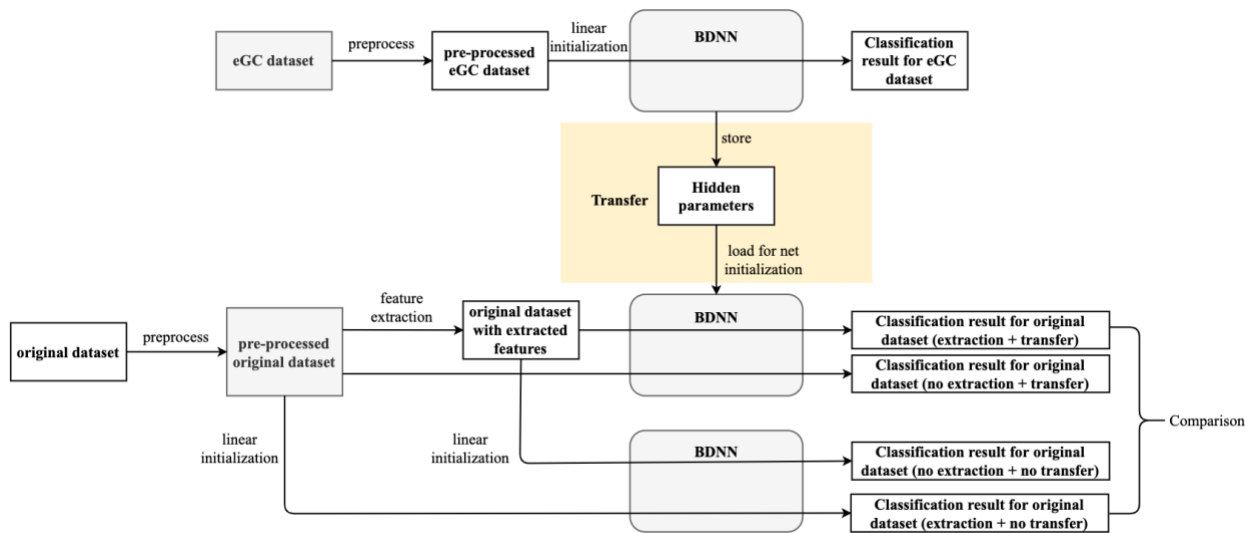 eGC dataset
preprocess
pre-processed
eGC dataset
linear
initialization
BDNN
Classification
result for eGC
dataset
store
Transfer
Hidden
parameters
load for net
initialization
original dataset
preprocess
pre-processed
original dataset
feature
extraction
original dataset
with extracted
features
BDNN
Classification result for original
dataset (extraction + transfer)
Classification result for original
dataset (no extraction + transfer)
Comparison
linear
initialization
linear
initialization
BDNN
Classification result for original
dataset (no extraction + no transfer)
Classification result for original
dataset (extraction + no transfer)